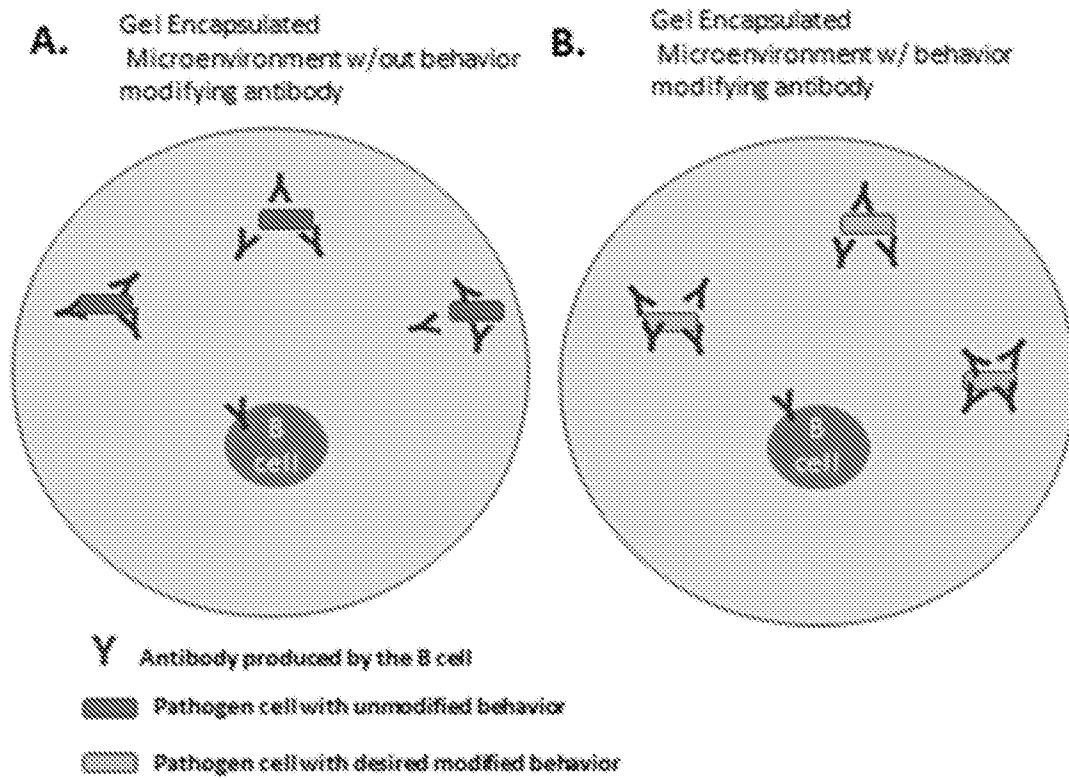 A.
Gel Encapsulated
Microenvironment w/out behavior
modifying antibody
B.
Gel Encapsulated
Microenvironment w/ behavior
modifying antibody
B
cell
B
cell
Antibody produced by the B cell
Pathogen cell with unmodified behavior
Pathogen cell with desired modified behavior